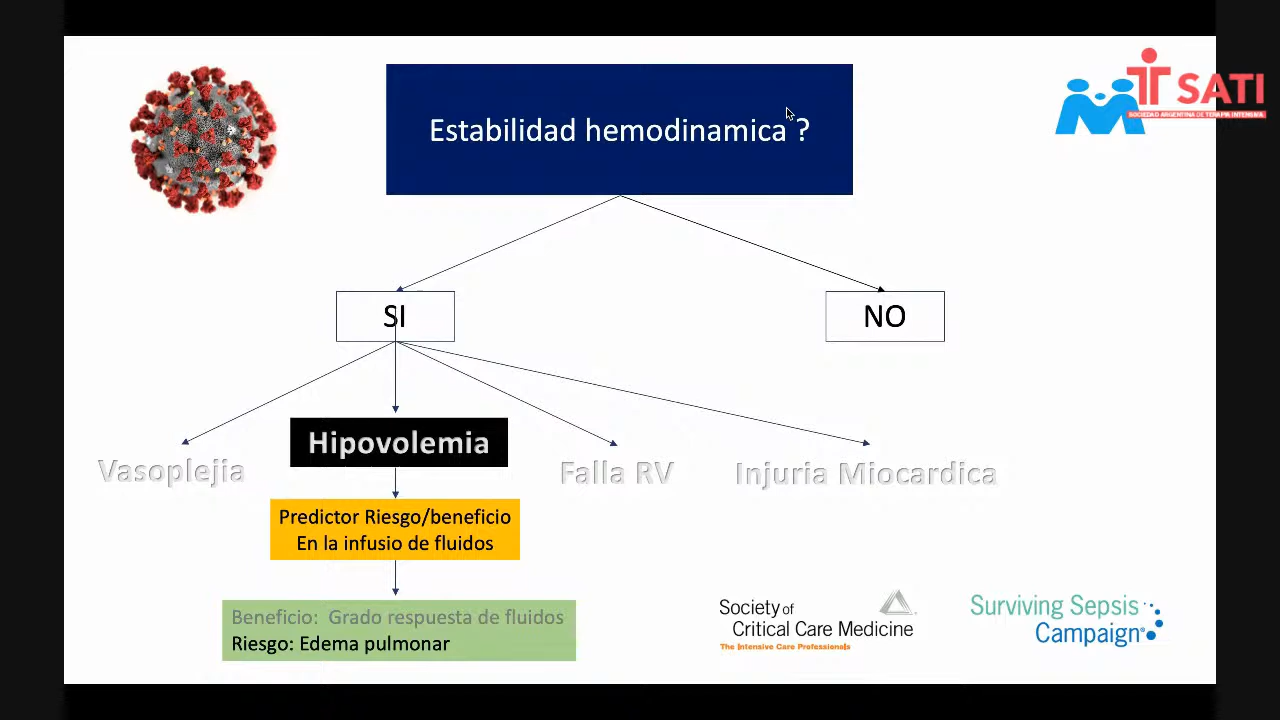 Estabilidad hemodinamica ?
SATI
SOCIEDAD ARGENTINA DE TERAPIA INTENSIVA
SI
NO
Vasoplejia
Hipovolemia
Falla RV
Injuria Miocardica
Predictor Riesgo/beneficio
En la infusio de fluidos
Beneficio: Grado respuesta de fluidos
Riesgo: Edema pulmonar
Society of
Critical Care Medicine
The Intensive Care Professionals
Surviving Sepsis
Campaign®